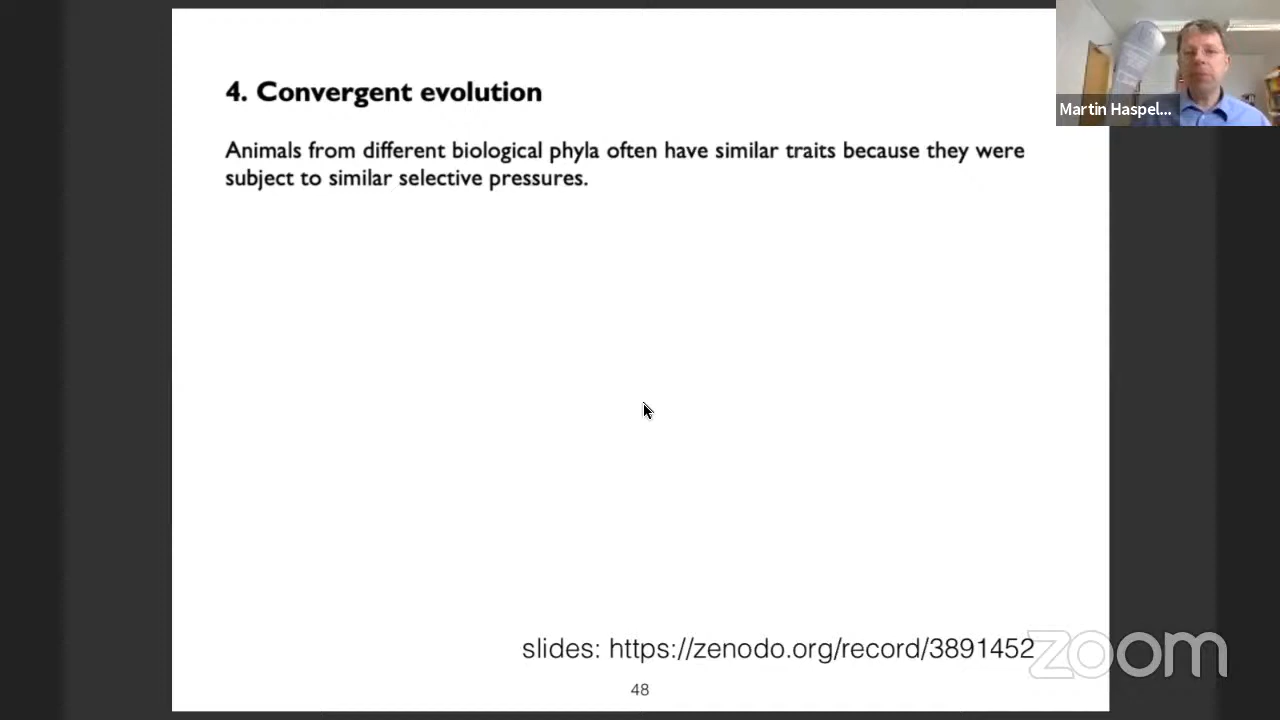 4. Convergent evolution
Martin Haspel...
Animals from different biological phyla often have similar traits because they were
subject to similar selective pressures.
slides: https://zenodo.org/record/3891452
zoom
48